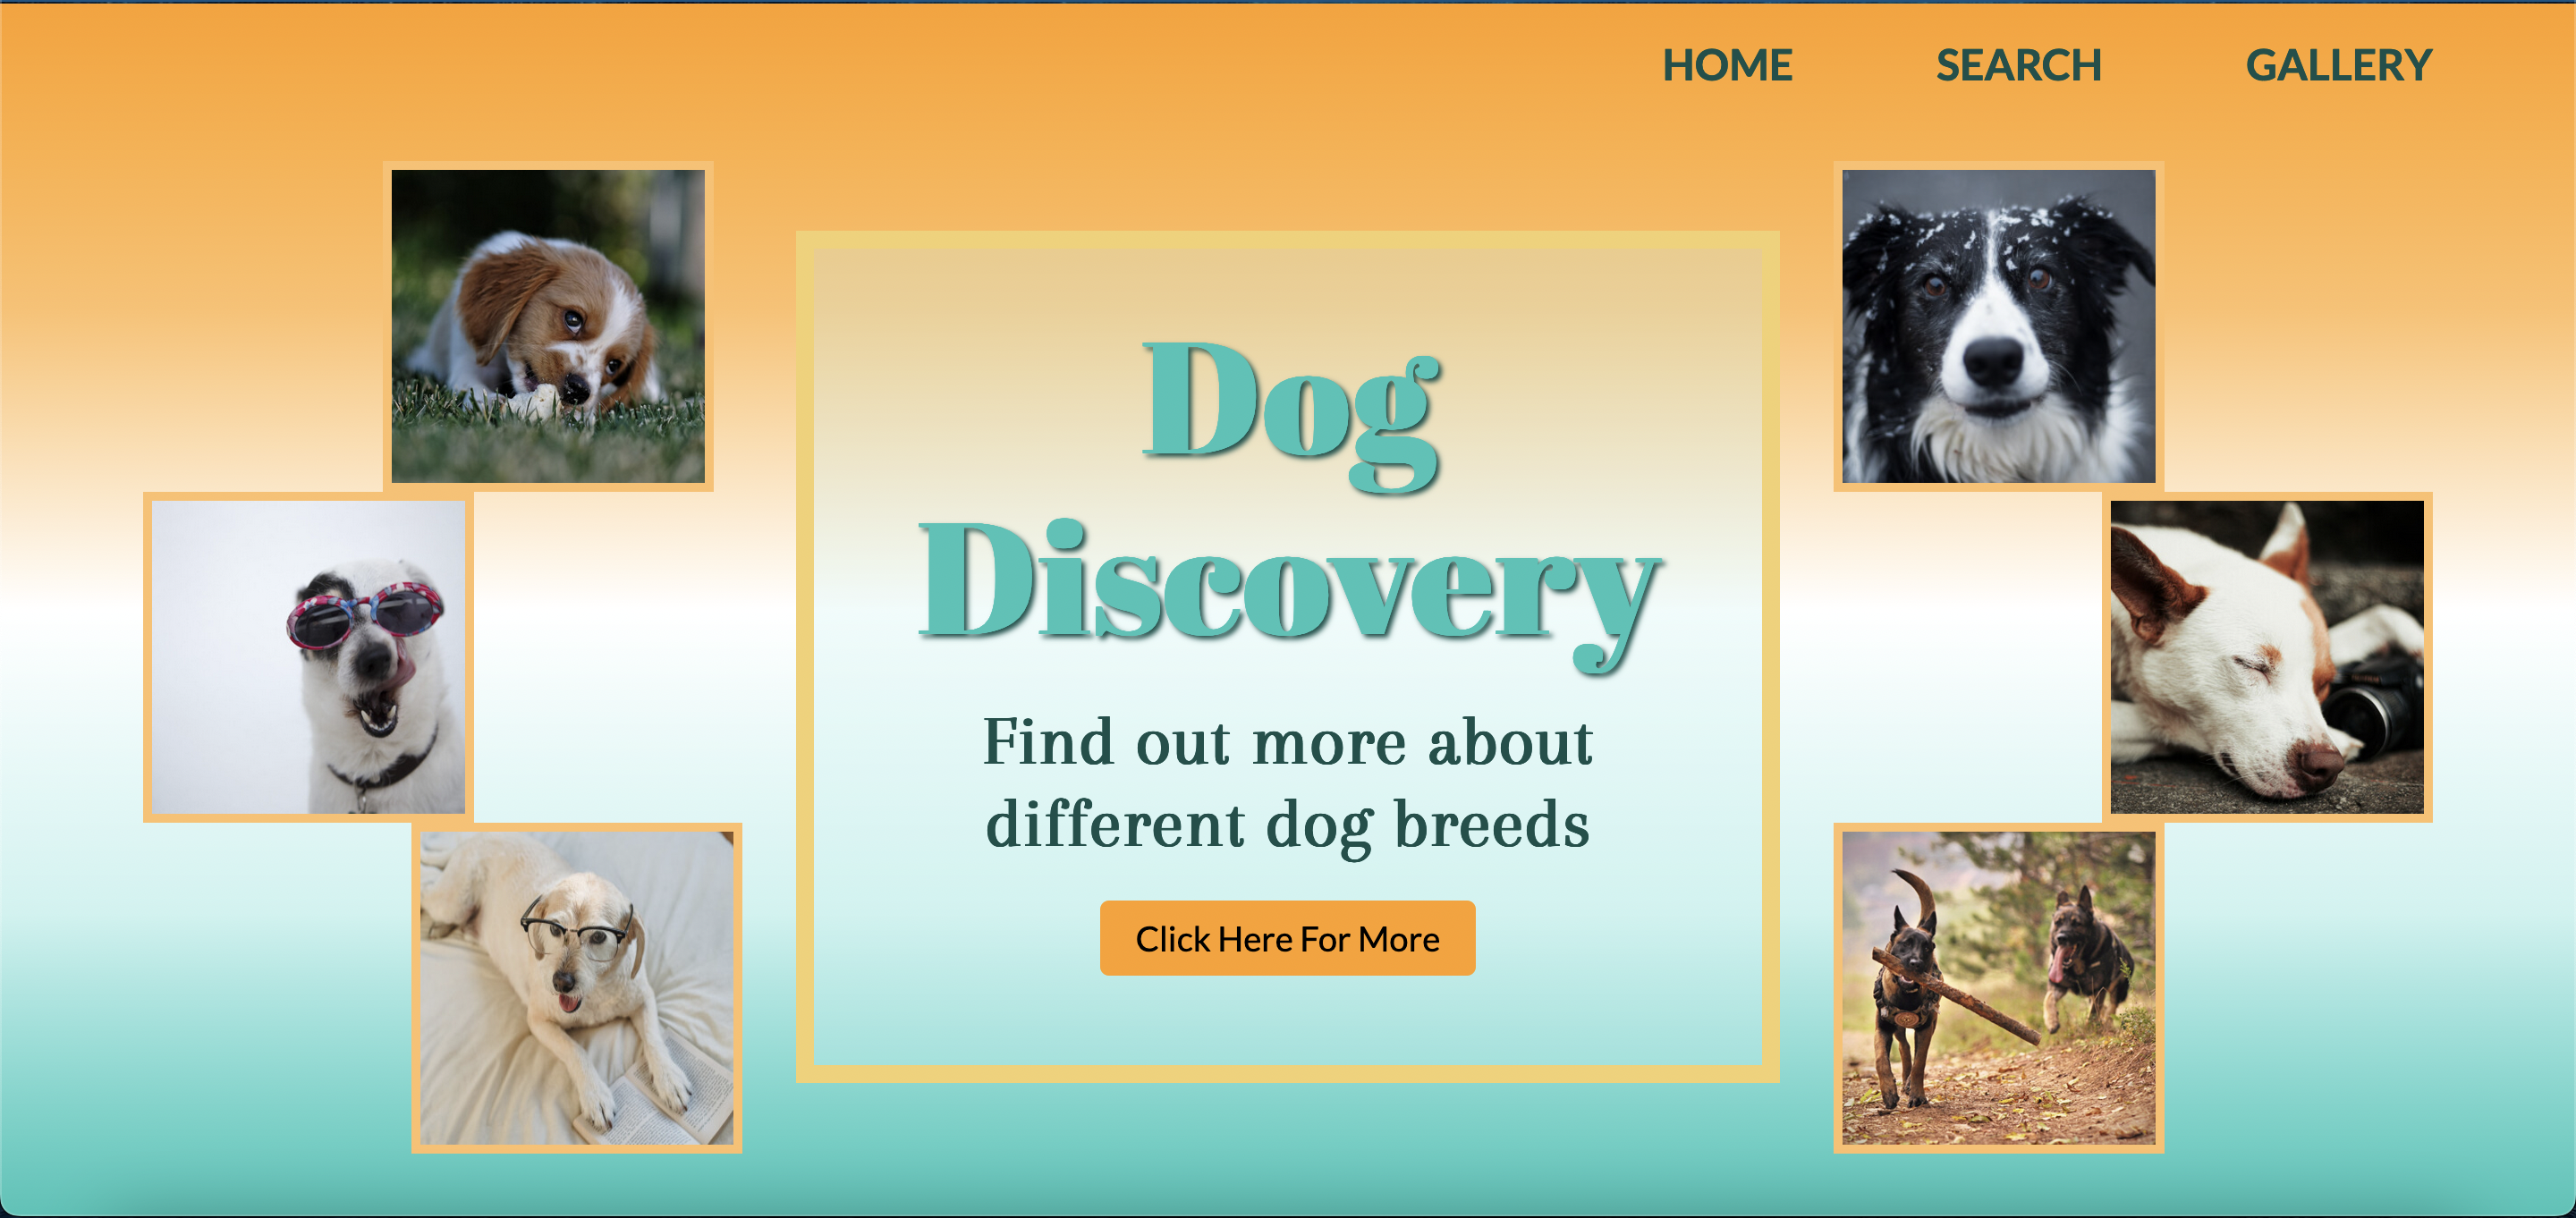 HOME SEARCH GALLERY
Dog
Discovery
Find out more about
different dog breeds
Click Here For More